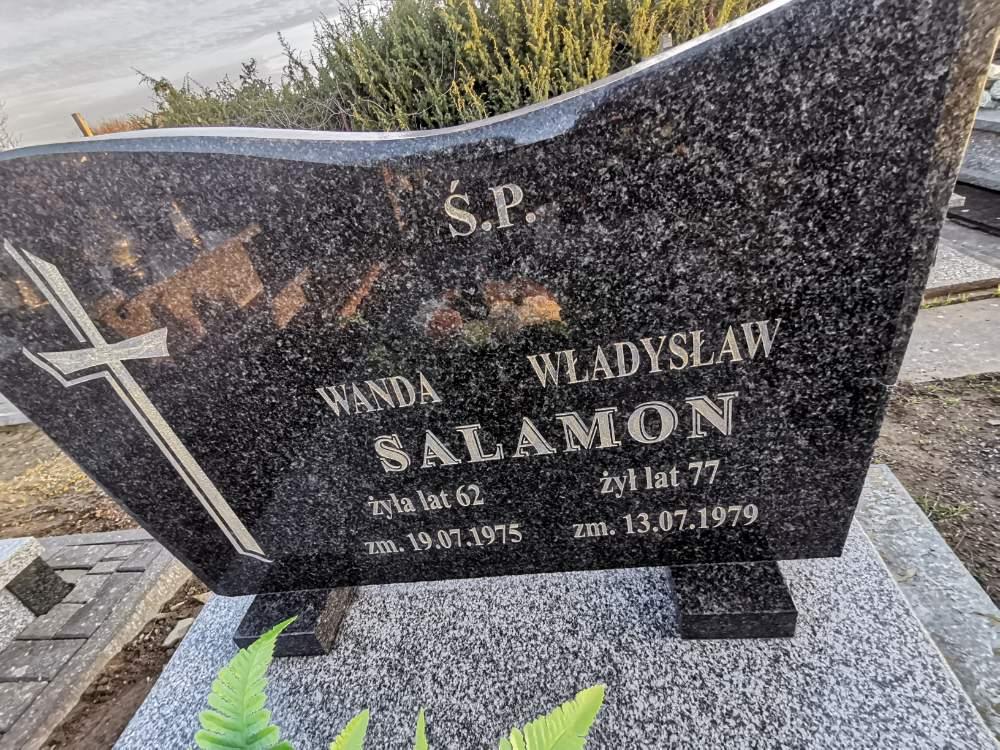 Ś.P.
WANDA WŁADYSŁAW
SALAMON
żyła lat 62 żył lat 77
zm. 19.07.1975 zm. 13.07.1979